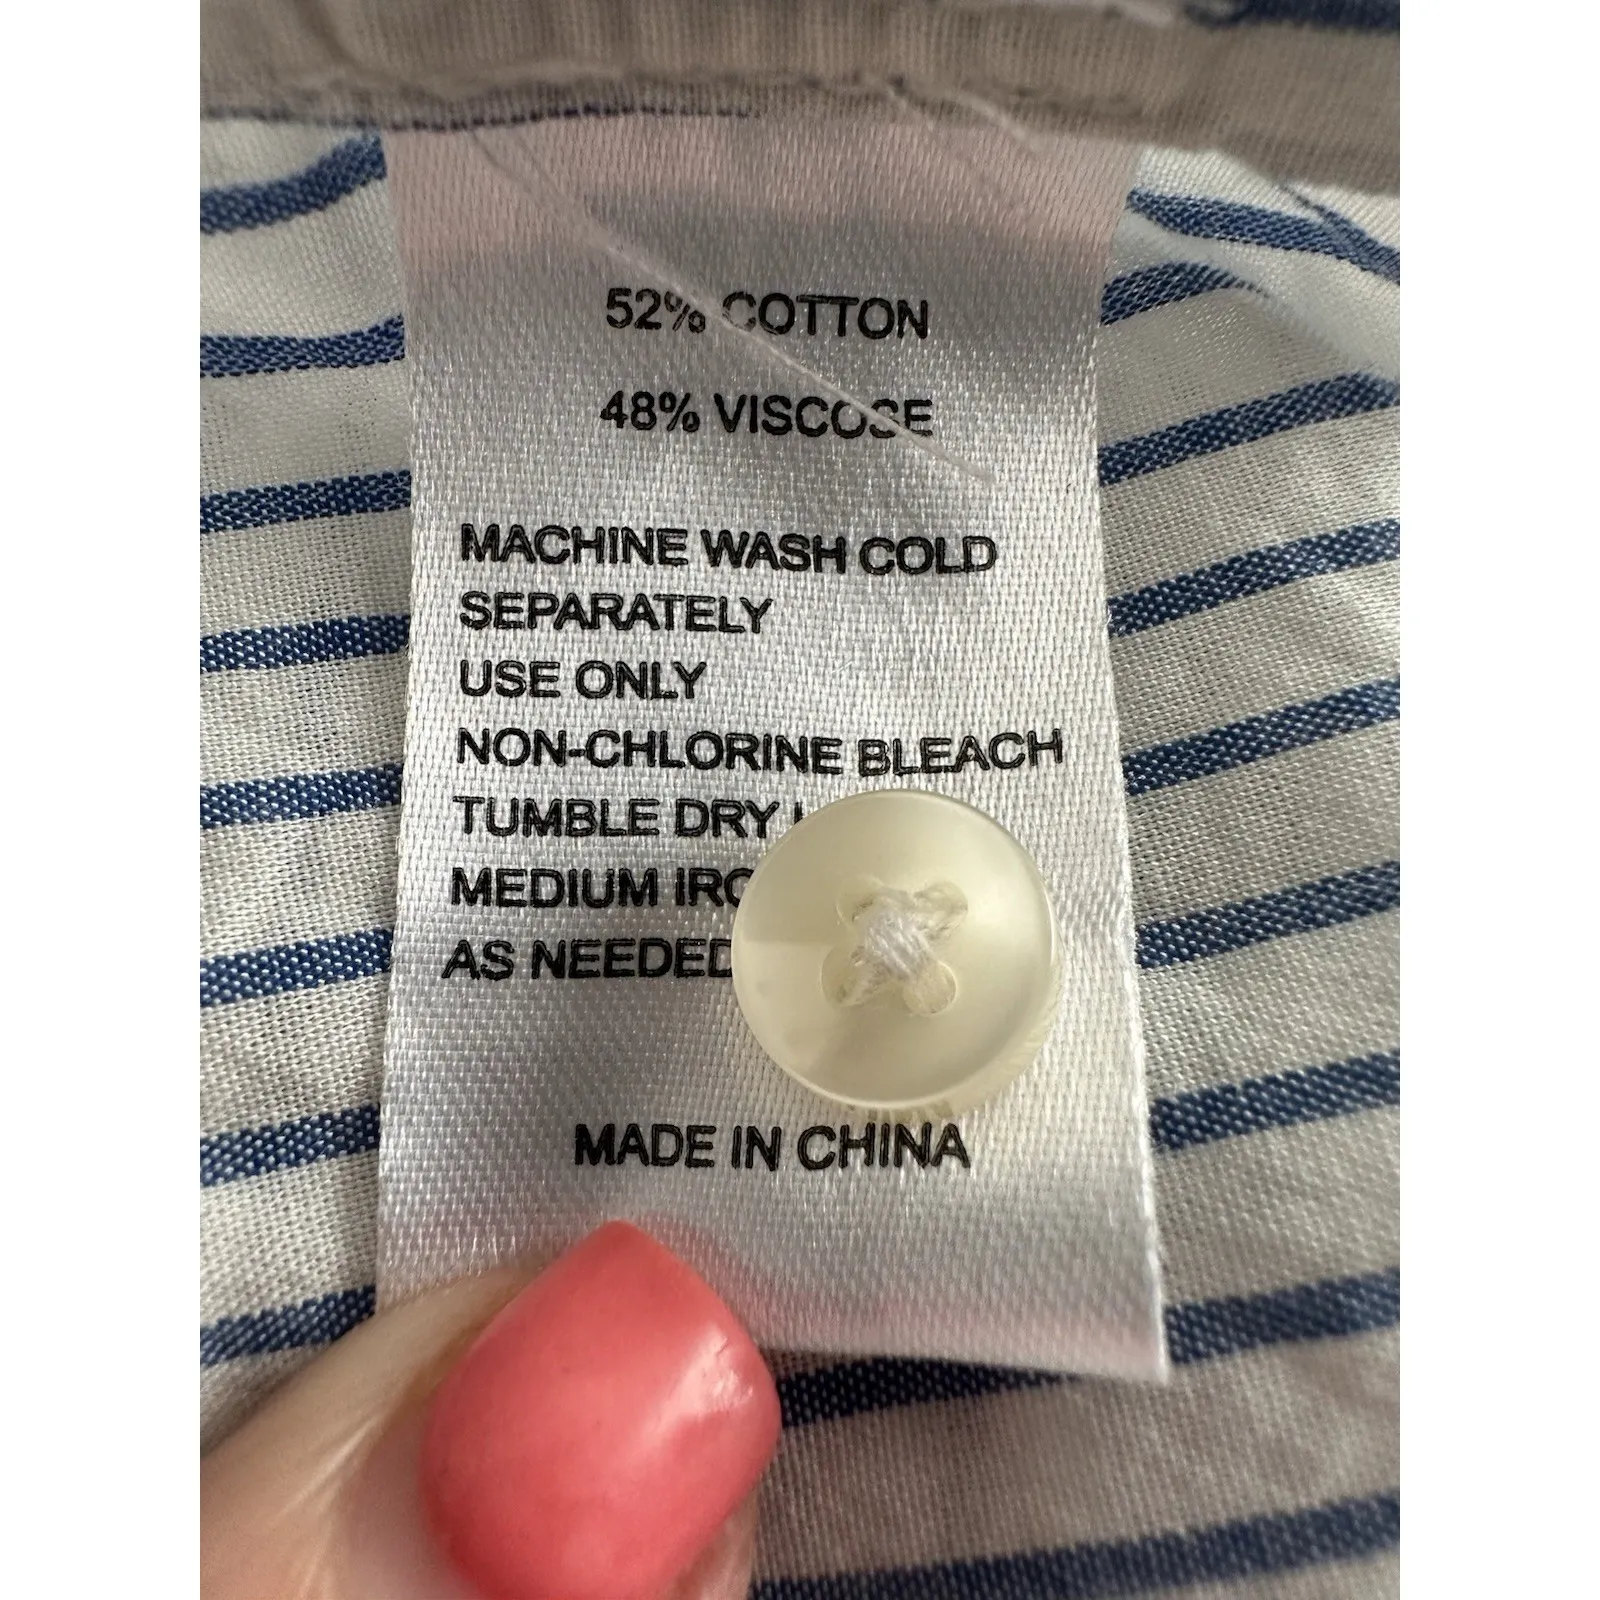 52% COTTON
48% VISCOSE
MACHINE WASH COLD
SEPARATELY
USE ONLY
NON-CHLORINE BLEACH
TUMBLE DRY
MEDIUM
AS NEEDED
MADE IN CHINA